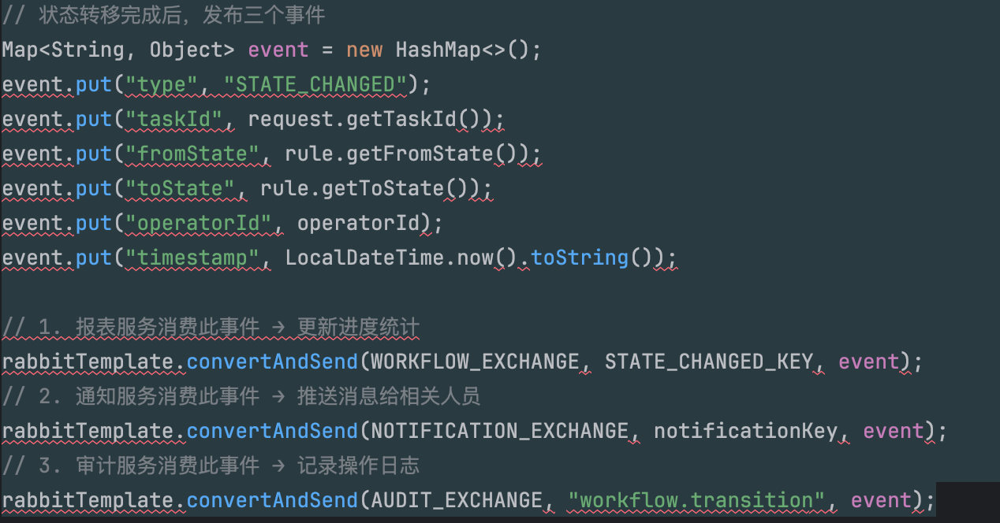 // 状态转移完成后，发布三个事件
Map<String, Object> event = new HashMap<>();
event.put("type", "STATE_CHANGED");
event.put("taskId", request.getTaskId());
event.put("fromState", rule.getFromState());
event.put("toState", rule.getToState());
event.put("operatorId", operatorId);
event.put("timestamp", LocalDateTime.now().toString());
// 1. 报表服务消费此事件 → 更新进度统计
rabbitTemplate.convertAndSend(WORKFLOW_EXCHANGE, STATE_CHANGED_KEY, event);
// 2. 通知服务消费此事件 → 推送消息给相关人员
rabbitTemplate.convertAndSend(NOTIFICATION_EXCHANGE, notificationKey, event);
// 3. 审计服务消费此事件 → 记录操作日志
rabbitTemplate.convertAndSend(AUDIT_EXCHANGE, "workflow.transition", event);